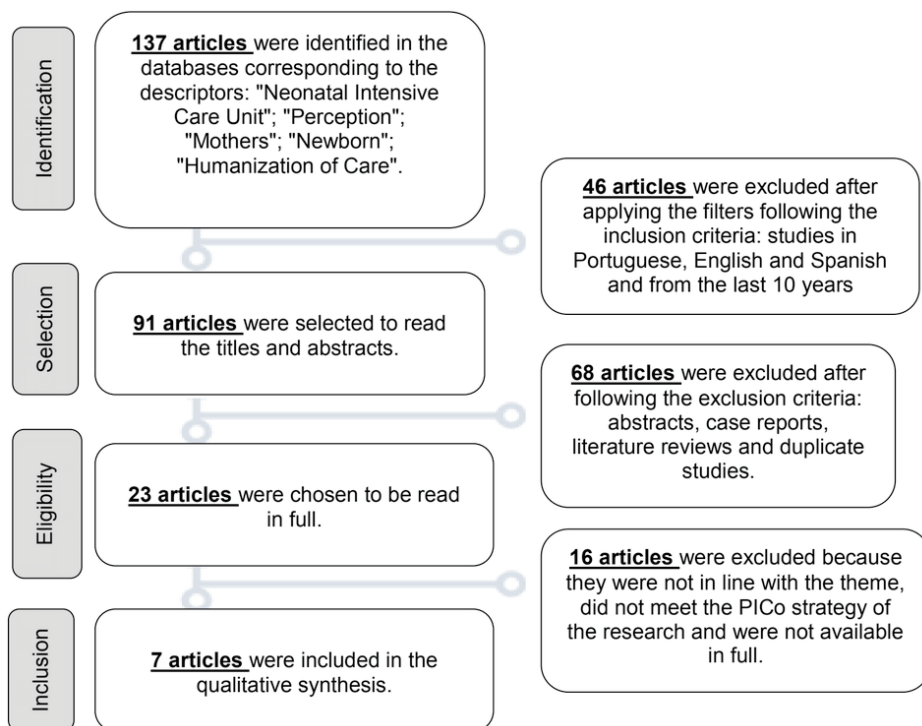 Identification
137 articles were identified in the
databases corresponding to the
descriptors: "Neonatal Intensive
Care Unit"; "Perception";
"Mothers"; "Newborn";
"Humanization of Care".
46 articles were excluded after
applying the filters following the
inclusion criteria: studies in
Portuguese, English and Spanish
and from the last 10 years
Selection
91 articles were selected to read
the titles and abstracts.
68 articles were excluded after
following the exclusion criteria:
abstracts, case reports,
literature reviews and duplicate
studies.
Eligibility
23 articles were chosen to be read
in full.
16 articles were excluded because
they were not in line with the theme,
did not meet the PICo strategy of
the research and were not available
in full.
Inclusion
7 articles were included in the
qualitative synthesis.